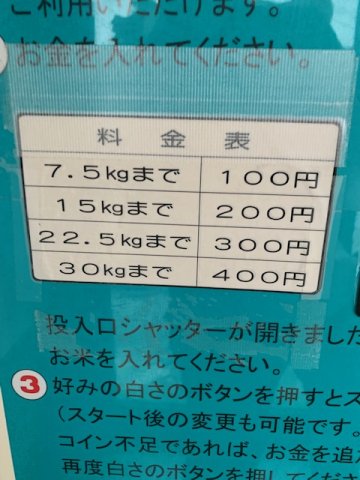 ご利用いただけます。
お金を入れてください。
料金表
7.5kgまで 100円
15kgまで 200円
22.5kgまで 300円
30kgまで 400円
投入口シャッターが開きました
お米を入れてください。
3 好みの白さのボタンを押すとス
(スタート後の変更も可能です。
コイン不足であれば、お金を追
再度白さのボタンを押してくださ